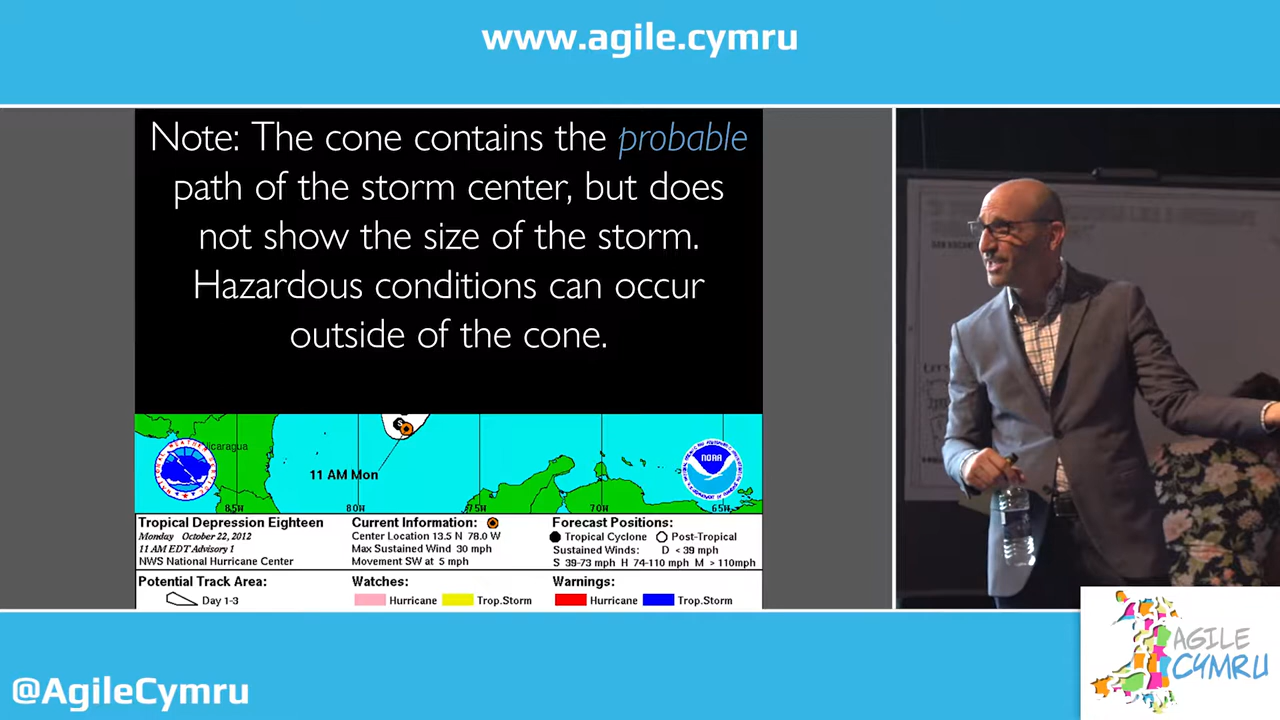 www.agile.cymru
Note: The cone contains the probable
path of the storm center, but does
not show the size of the storm.
Hazardous conditions can occur
outside of the cone.
11 AM Mon
85W
80W
75W
70W
65W
NOAA
Tropical Depression Eighteen
Monday October 22, 2012
11 AM EDT Advisory 1
NWS National Hurricane Center
Current Information:
Center Location 13.5 N 78.0 W
Max Sustained Wind 30 mph
Movement SW at 5 mph
Forecast Positions:
Tropical Cyclone Post-Tropical
Sustained Winds: D < 39 mph
S 39-73 mph H 74-110 mph M > 110mph
Potential Track Area:
Day 1-3
Watches:
Hurricane Trop.Storm
Warnings:
Hurricane Trop.Storm
@AgileCymru
AGILE
CYMRU